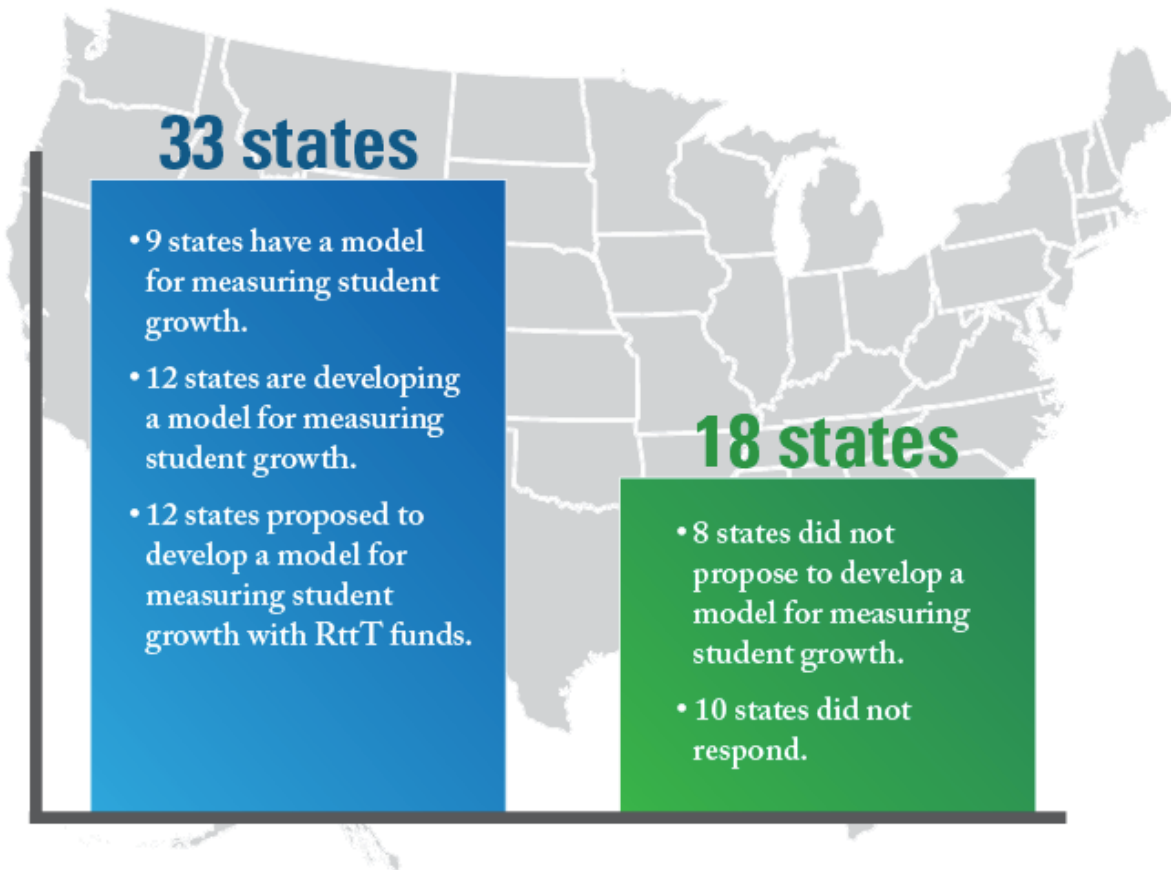 33 states
• 9 states have a model
for measuring student
growth.
• 12 states are developing
a model for measuring
student growth.
• 12 states proposed to
develop a model for
measuring student
growth with RttT funds.
18 states
• 8 states did not
propose to develop a
model for measuring
student growth.
• 10 states did not
respond.